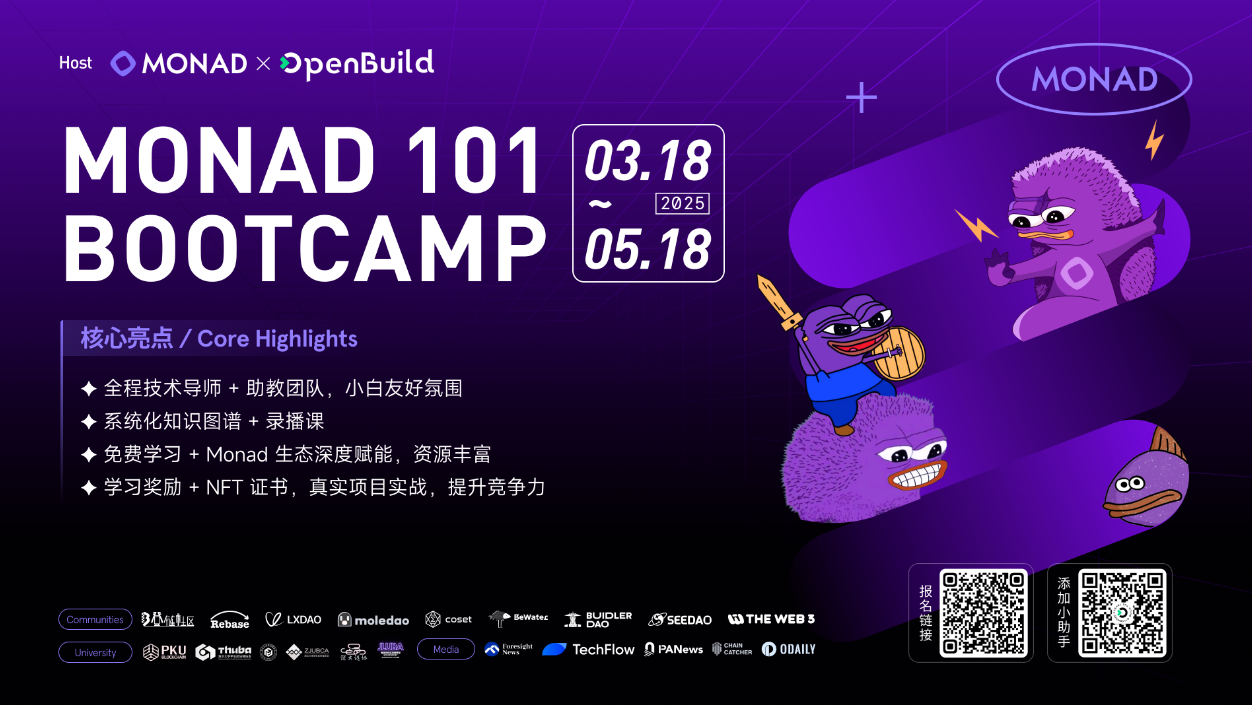 Host MONAD × OpenBuild
MONAD
MONAD 101
BOOTCAMP
03.18
~ 2025
05.18
核心亮点 / Core Highlights
全程技术导师 + 助教团队，小白友好氛围
系统化知识图谱 + 录播课
免费学习 + Monad 生态深度赋能，资源丰富
学习奖励 + NFT 证书，真实项目实战，提升竞争力
报名链接
添加小助手
Communities Rebase LXDAO moledao coset BeWater BUIDLER DAO SEEDAO THE WEB 3
University PKU BLOCKCHAIN Thuba ZJUBCA Media Foresight News TechFlow PANews CHAIN CATCHER ODAILY